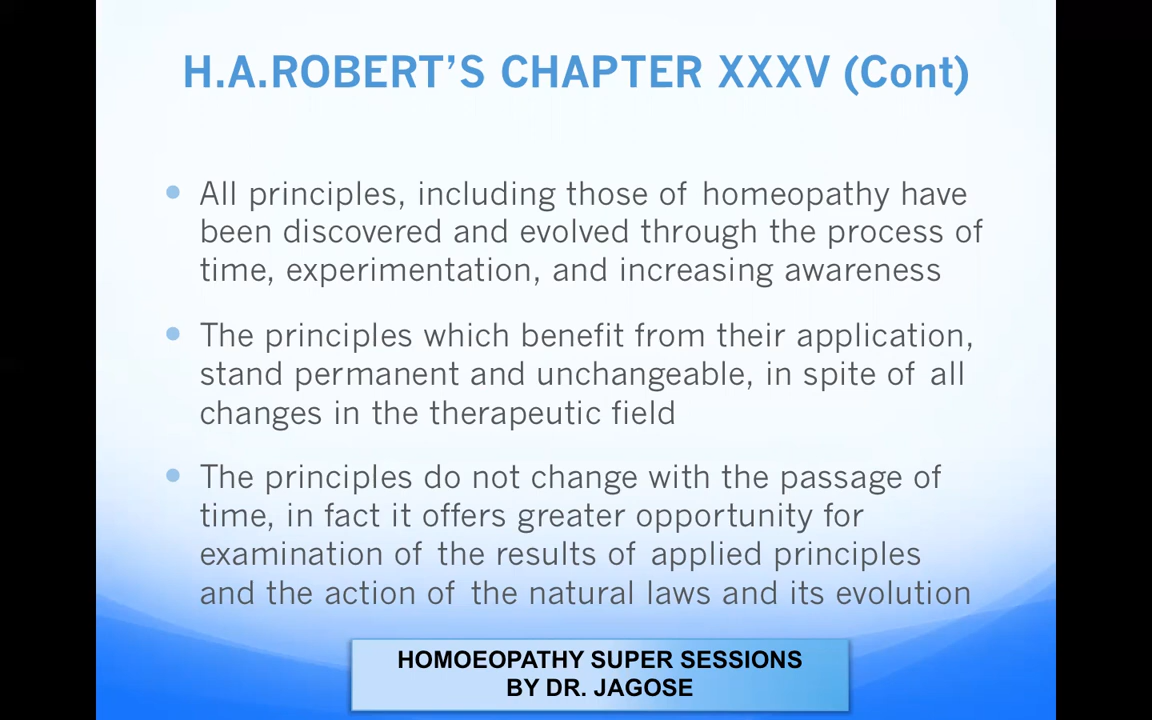 H.A.ROBERT’S CHAPTER XXXV (Cont)
• All principles, including those of homeopathy have
been discovered and evolved through the process of
time, experimentation, and increasing awareness
• The principles which benefit from their application,
stand permanent and unchangeable, in spite of all
changes in the therapeutic field
• The principles do not change with the passage of
time, in fact it offers greater opportunity for
examination of the results of applied principles
and the action of the natural laws and its evolution
HOMOEOPATHY SUPER SESSIONS
BY DR. JAGOSE